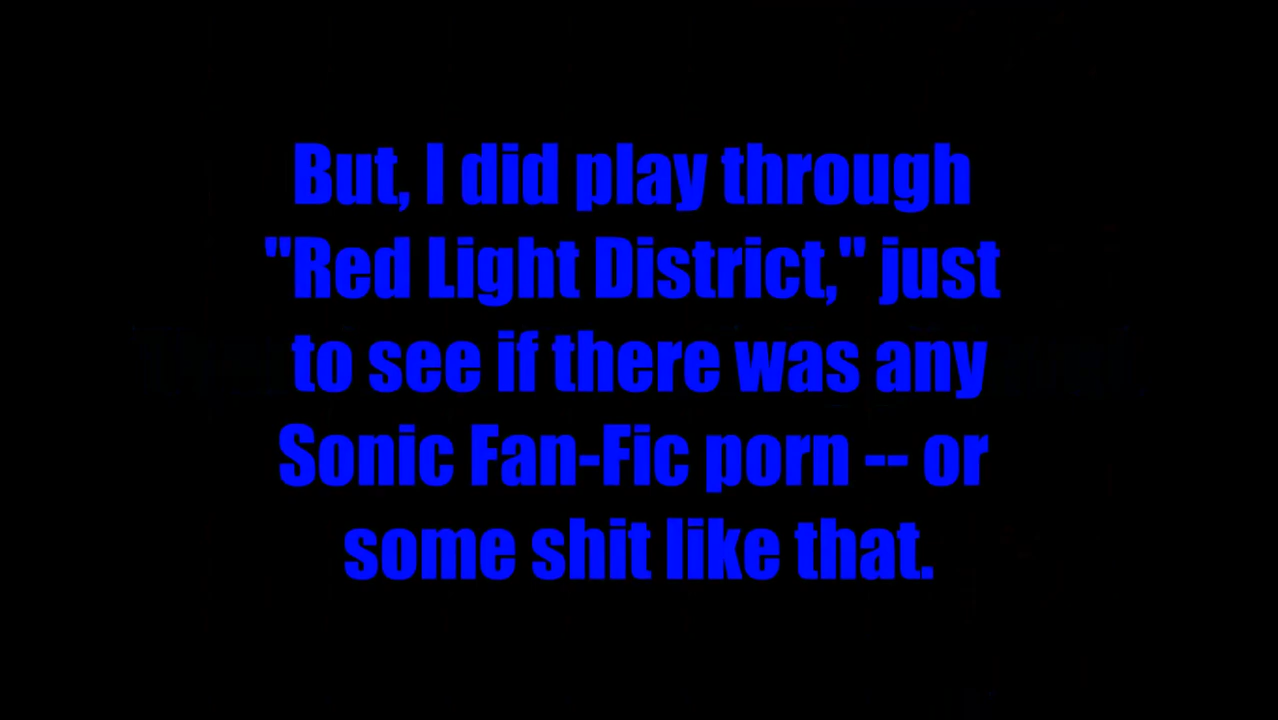 But, I did play through
"Red Light District," just
to see if there was any
Sonic Fan-Fic porn -- or
some shit like that.